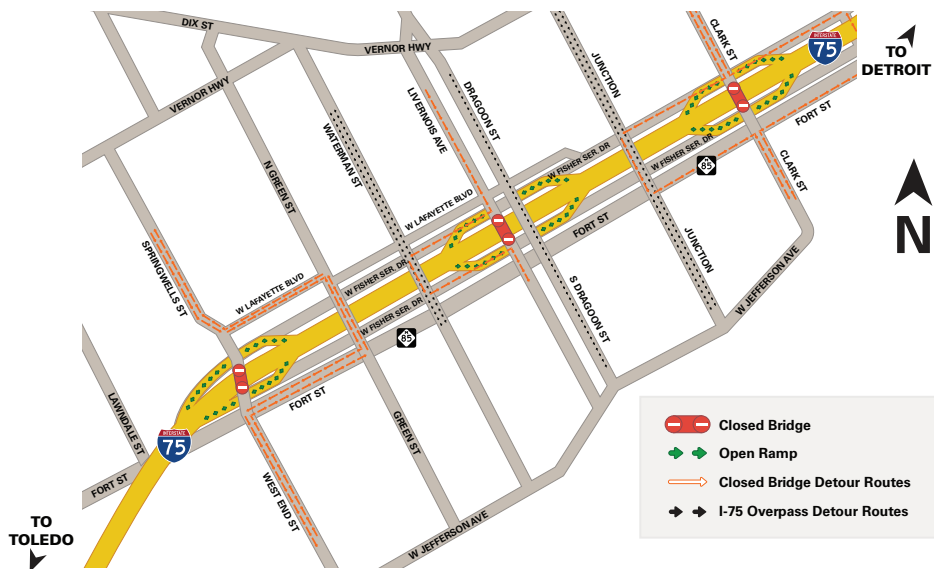 DIX ST
VERNOR HWY
CLARK ST
INTERSTATE
75
TO
DETROIT
VERNOR HWY
LIVERNOIS AVE
DRAGOON ST
JUNCTION
WATERMAN ST
N GREEN ST
W FISHER SER. DR
W FISHER SER. DR
FORT ST
85
CLARK ST
N
W LAFAYETTE BLVD
FORT ST
SPRINGWELLS ST
W LAFAYETTE BLVD
W FISHER SER. DR
W FISHER SER. DR
JUNCTION
W JEFFERSON AVE
S DRAGOON ST
85
LAWNDALE ST
FORT ST
GREEN ST
INTERSTATE
75
FORT ST
WEST END ST
W JEFFERSON AVE
TO
TOLEDO
Closed Bridge
Open Ramp
Closed Bridge Detour Routes
I-75 Overpass Detour Routes